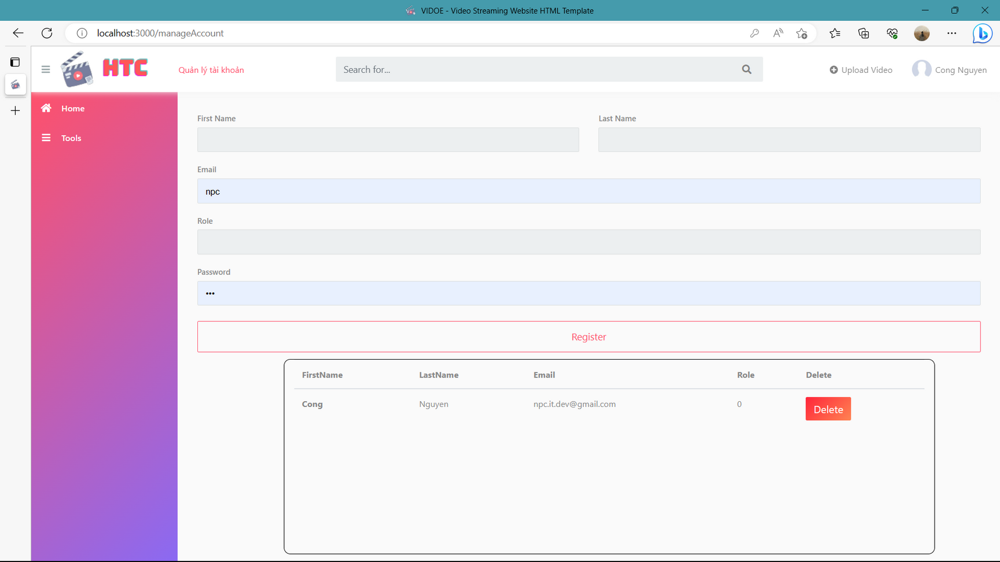 VIDOE - Video Streaming Website HTML Template
localhost:3000/manageAccount
HTC
Quản lý tài khoản
Search for...
Upload Video
Cong Nguyen
Home
Tools
First Name
Last Name
Email
npc
Role
Password
•••
Register
FirstName LastName Email Role Delete
Cong Nguyen npc.it.dev@gmail.com 0 Delete